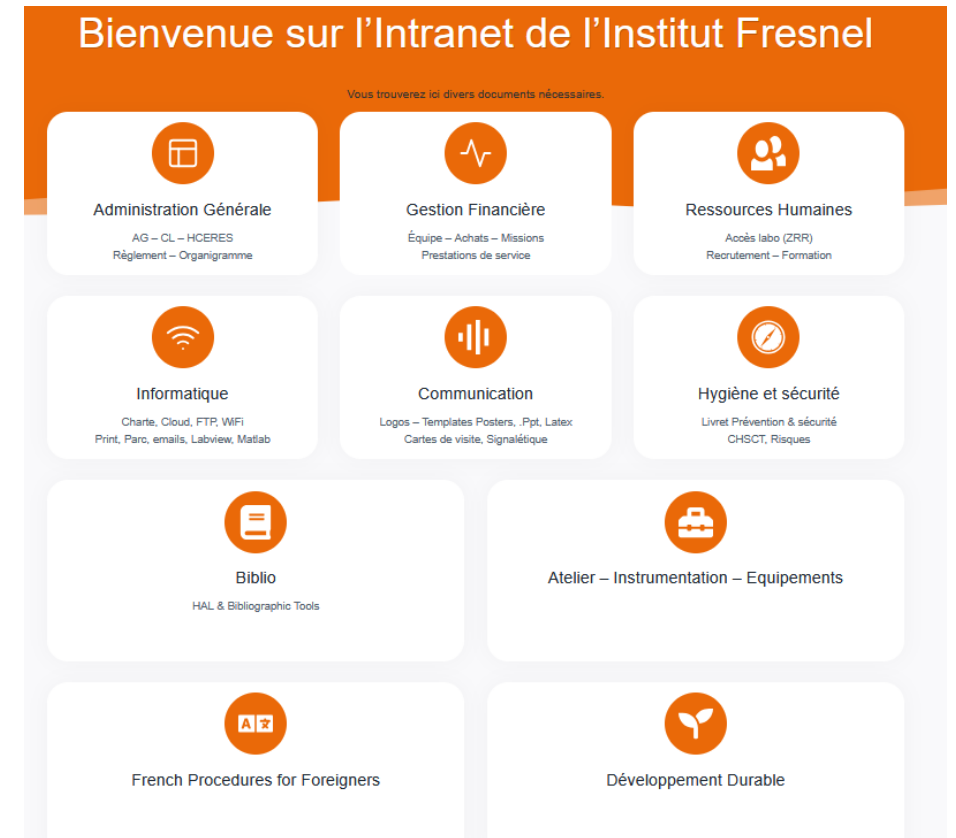 Bienvenue sur l’Intranet de l’Institut Fresnel
Vous trouverez ici divers documents nécessaires.
Administration Générale
AG – CL – HCERES
Règlement – Organigramme
Gestion Financière
Équipe – Achats – Missions
Prestations de service
Ressources Humaines
Accès labo (ZRR)
Recrutement – Formation
Informatique
Charte, Cloud, FTP, WiFi
Print, Parc, emails, Labview, Matlab
Communication
Logos – Templates Posters, .Ppt, Latex
Cartes de visite, Signalétique
Hygiène et sécurité
Livret Prévention & sécurité
CHSCT, Risques
Biblio
HAL & Bibliographic Tools
Atelier – Instrumentation – Equipements
A 文
French Procedures for Foreigners
Développement Durable